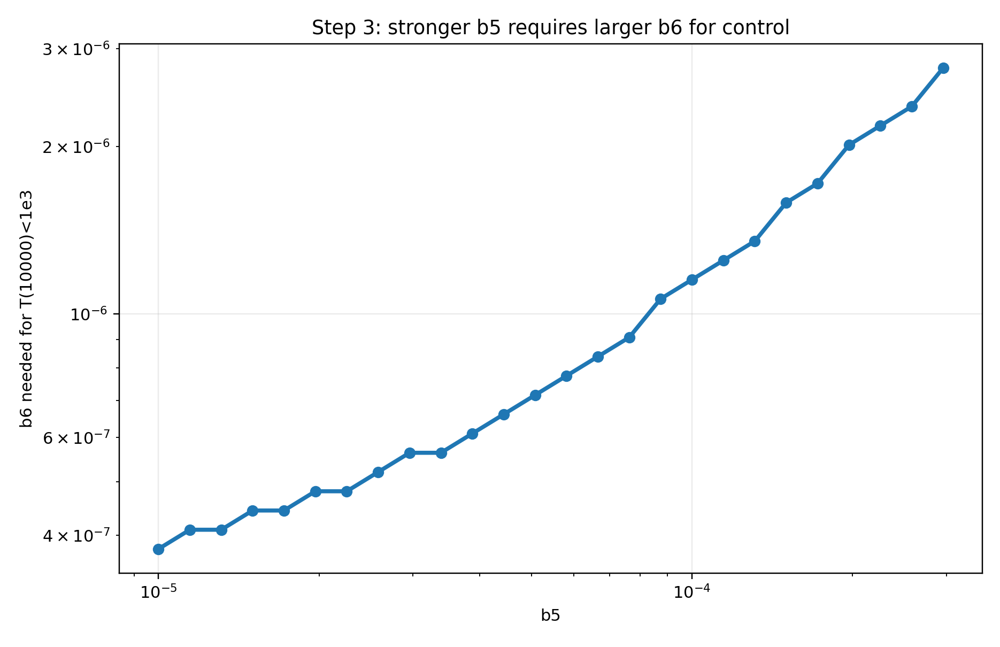 Step 3: stronger b5 requires larger b6 for control
3 × 10⁻⁶
2 × 10⁻⁶
10⁻⁶
6 × 10⁻⁷
4 × 10⁻⁷
b6 needed for T(10000)<1e3
10⁻⁵
10⁻⁴
b5